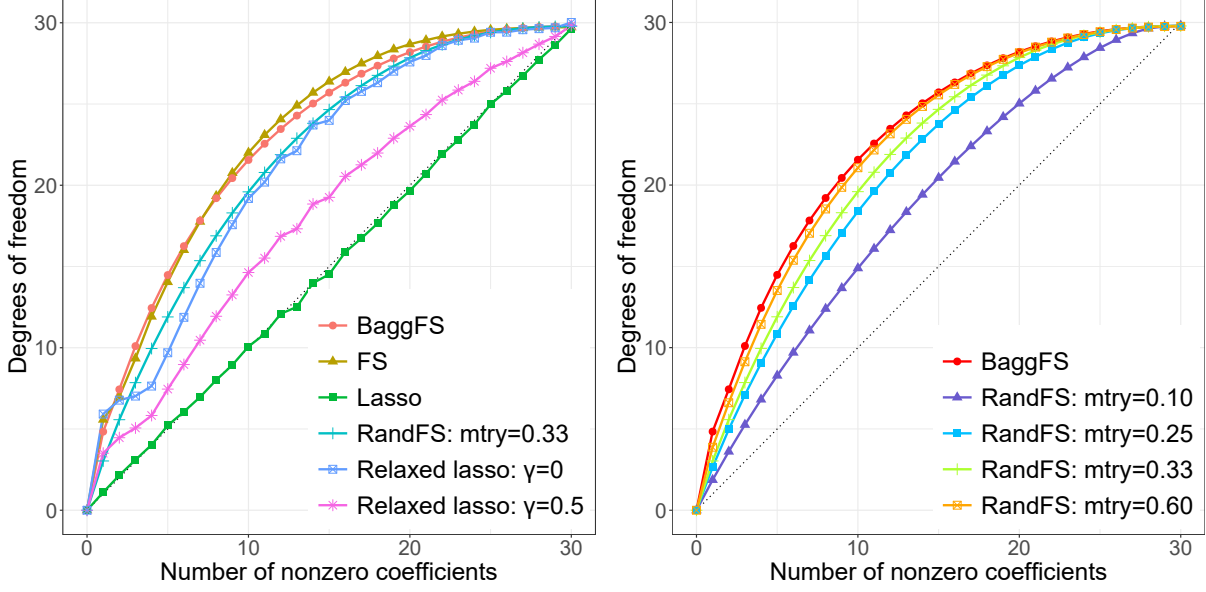 Degrees of freedom
30
20
10
0
BaggFS
FS
Lasso
RandFS: mtry=0.33
Relaxed lasso: γ=0
Relaxed lasso: γ=0.5
0
10
20
30
Number of nonzero coefficients
Degrees of freedom
30
20
10
0
BaggFS
RandFS: mtry=0.10
RandFS: mtry=0.25
RandFS: mtry=0.33
RandFS: mtry=0.60
0
10
20
30
Number of nonzero coefficients